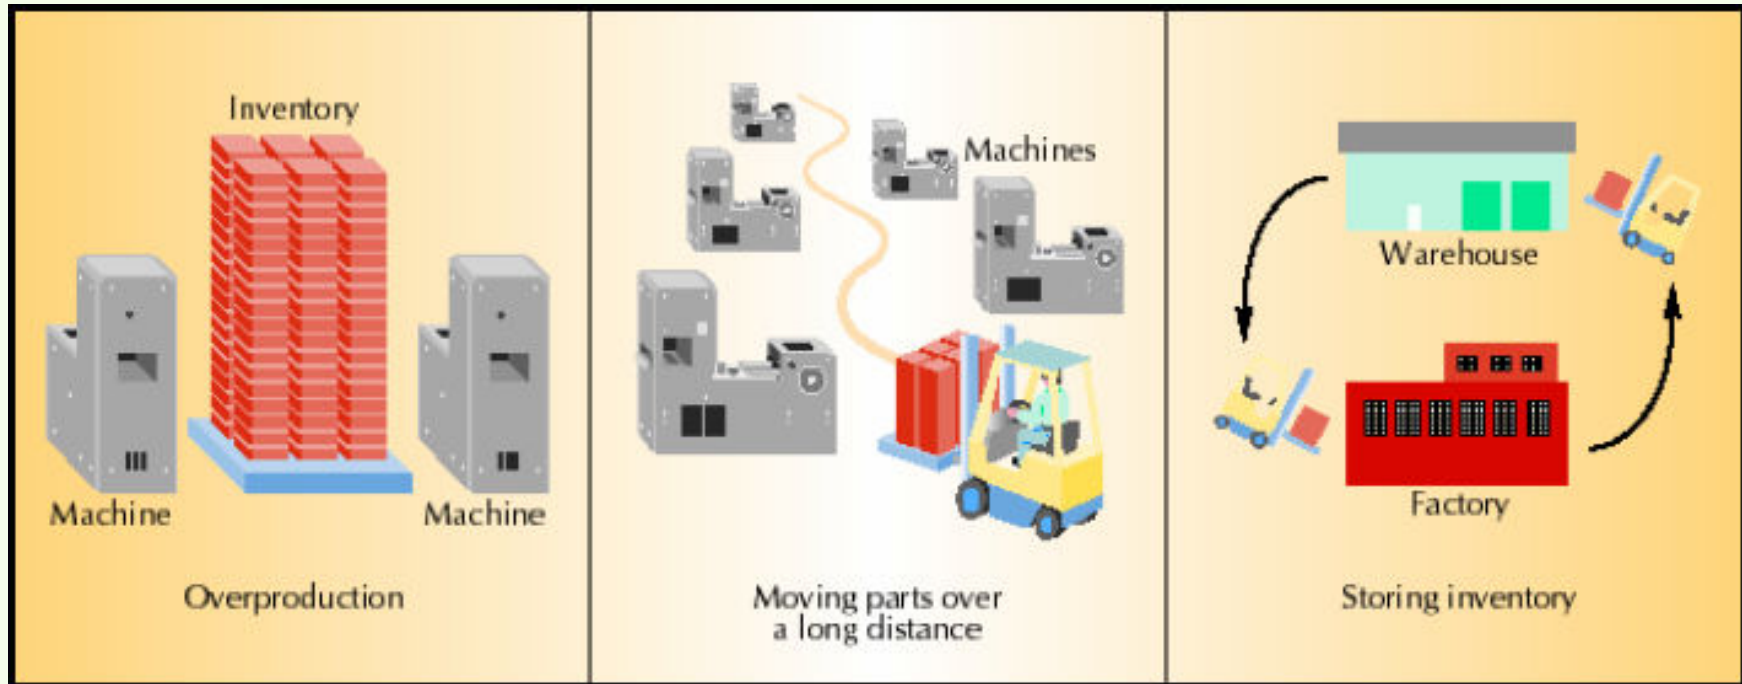 Inventory
Machine
Machine
Overproduction
Machines
Moving parts over
a long distance
Warehouse
Factory
Storing inventory